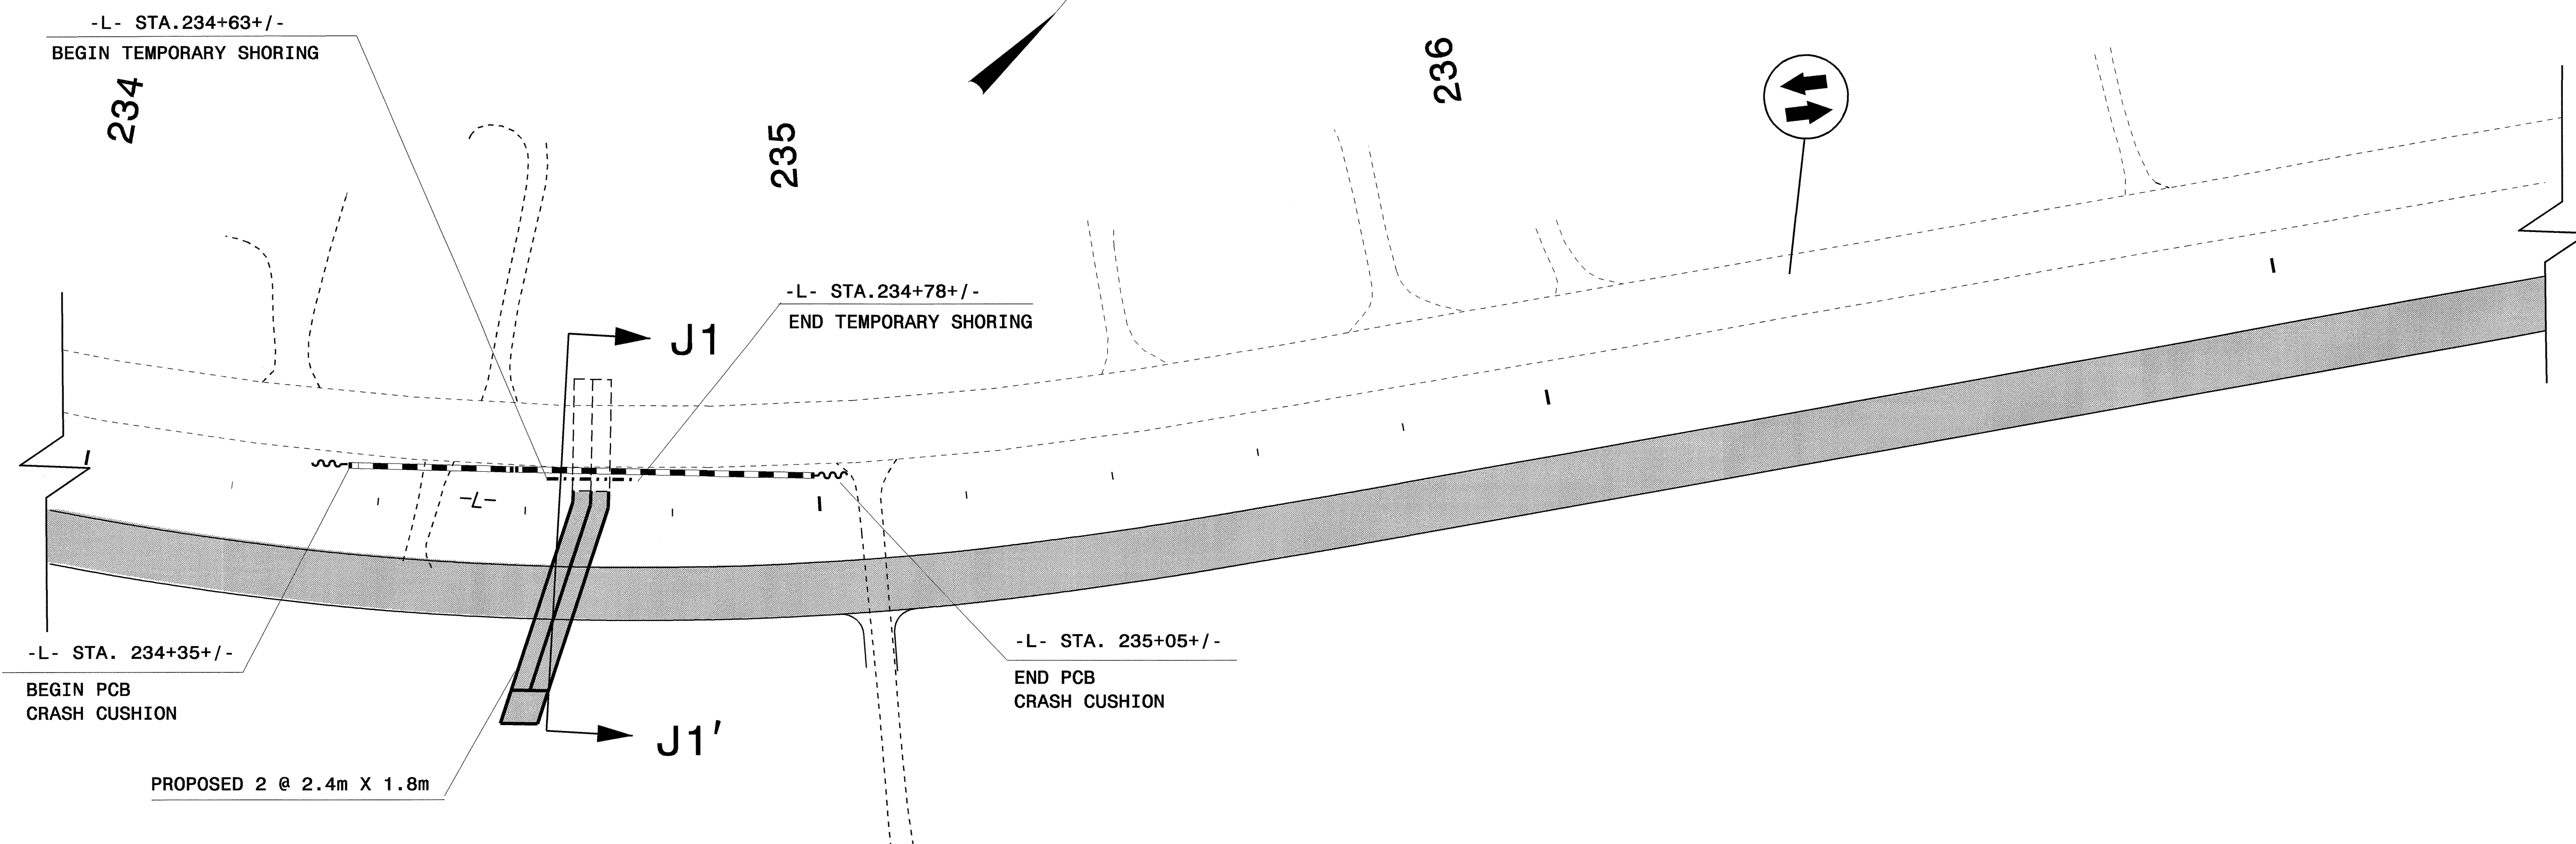 -L- STA.234+63+/-
BEGIN TEMPORARY SHORING
234
235
236
-L- STA.234+78+/-
END TEMPORARY SHORING
J1
-L-
-L- STA. 234+35+/-
BEGIN PCB
CRASH CUSHION
-L- STA. 235+05+/-
END PCB
CRASH CUSHION
J1'
PROPOSED 2 @ 2.4m X 1.8m